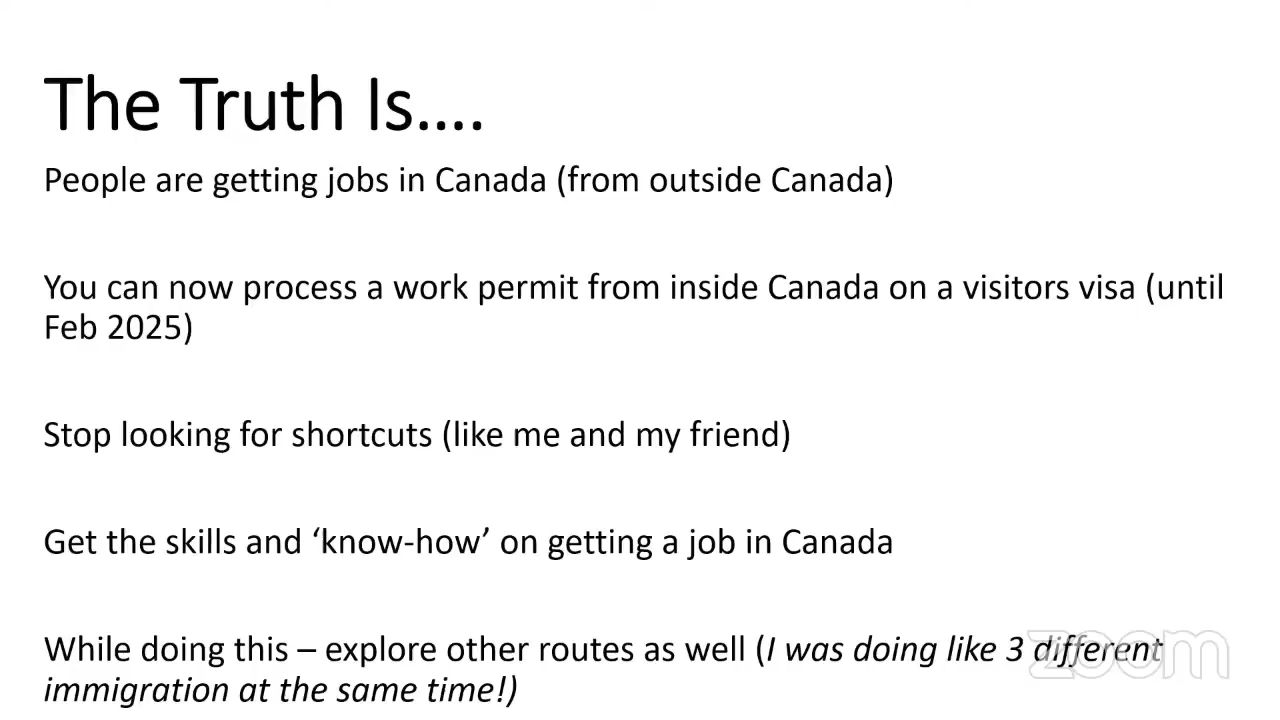 The Truth Is....
People are getting jobs in Canada (from outside Canada)
You can now process a work permit from inside Canada on a visitors visa (until
Feb 2025)
Stop looking for shortcuts (like me and my friend)
Get the skills and ‘know-how’ on getting a job in Canada
While doing this – explore other routes as well (I was doing like 3 different
immigration at the same time!)
zoom